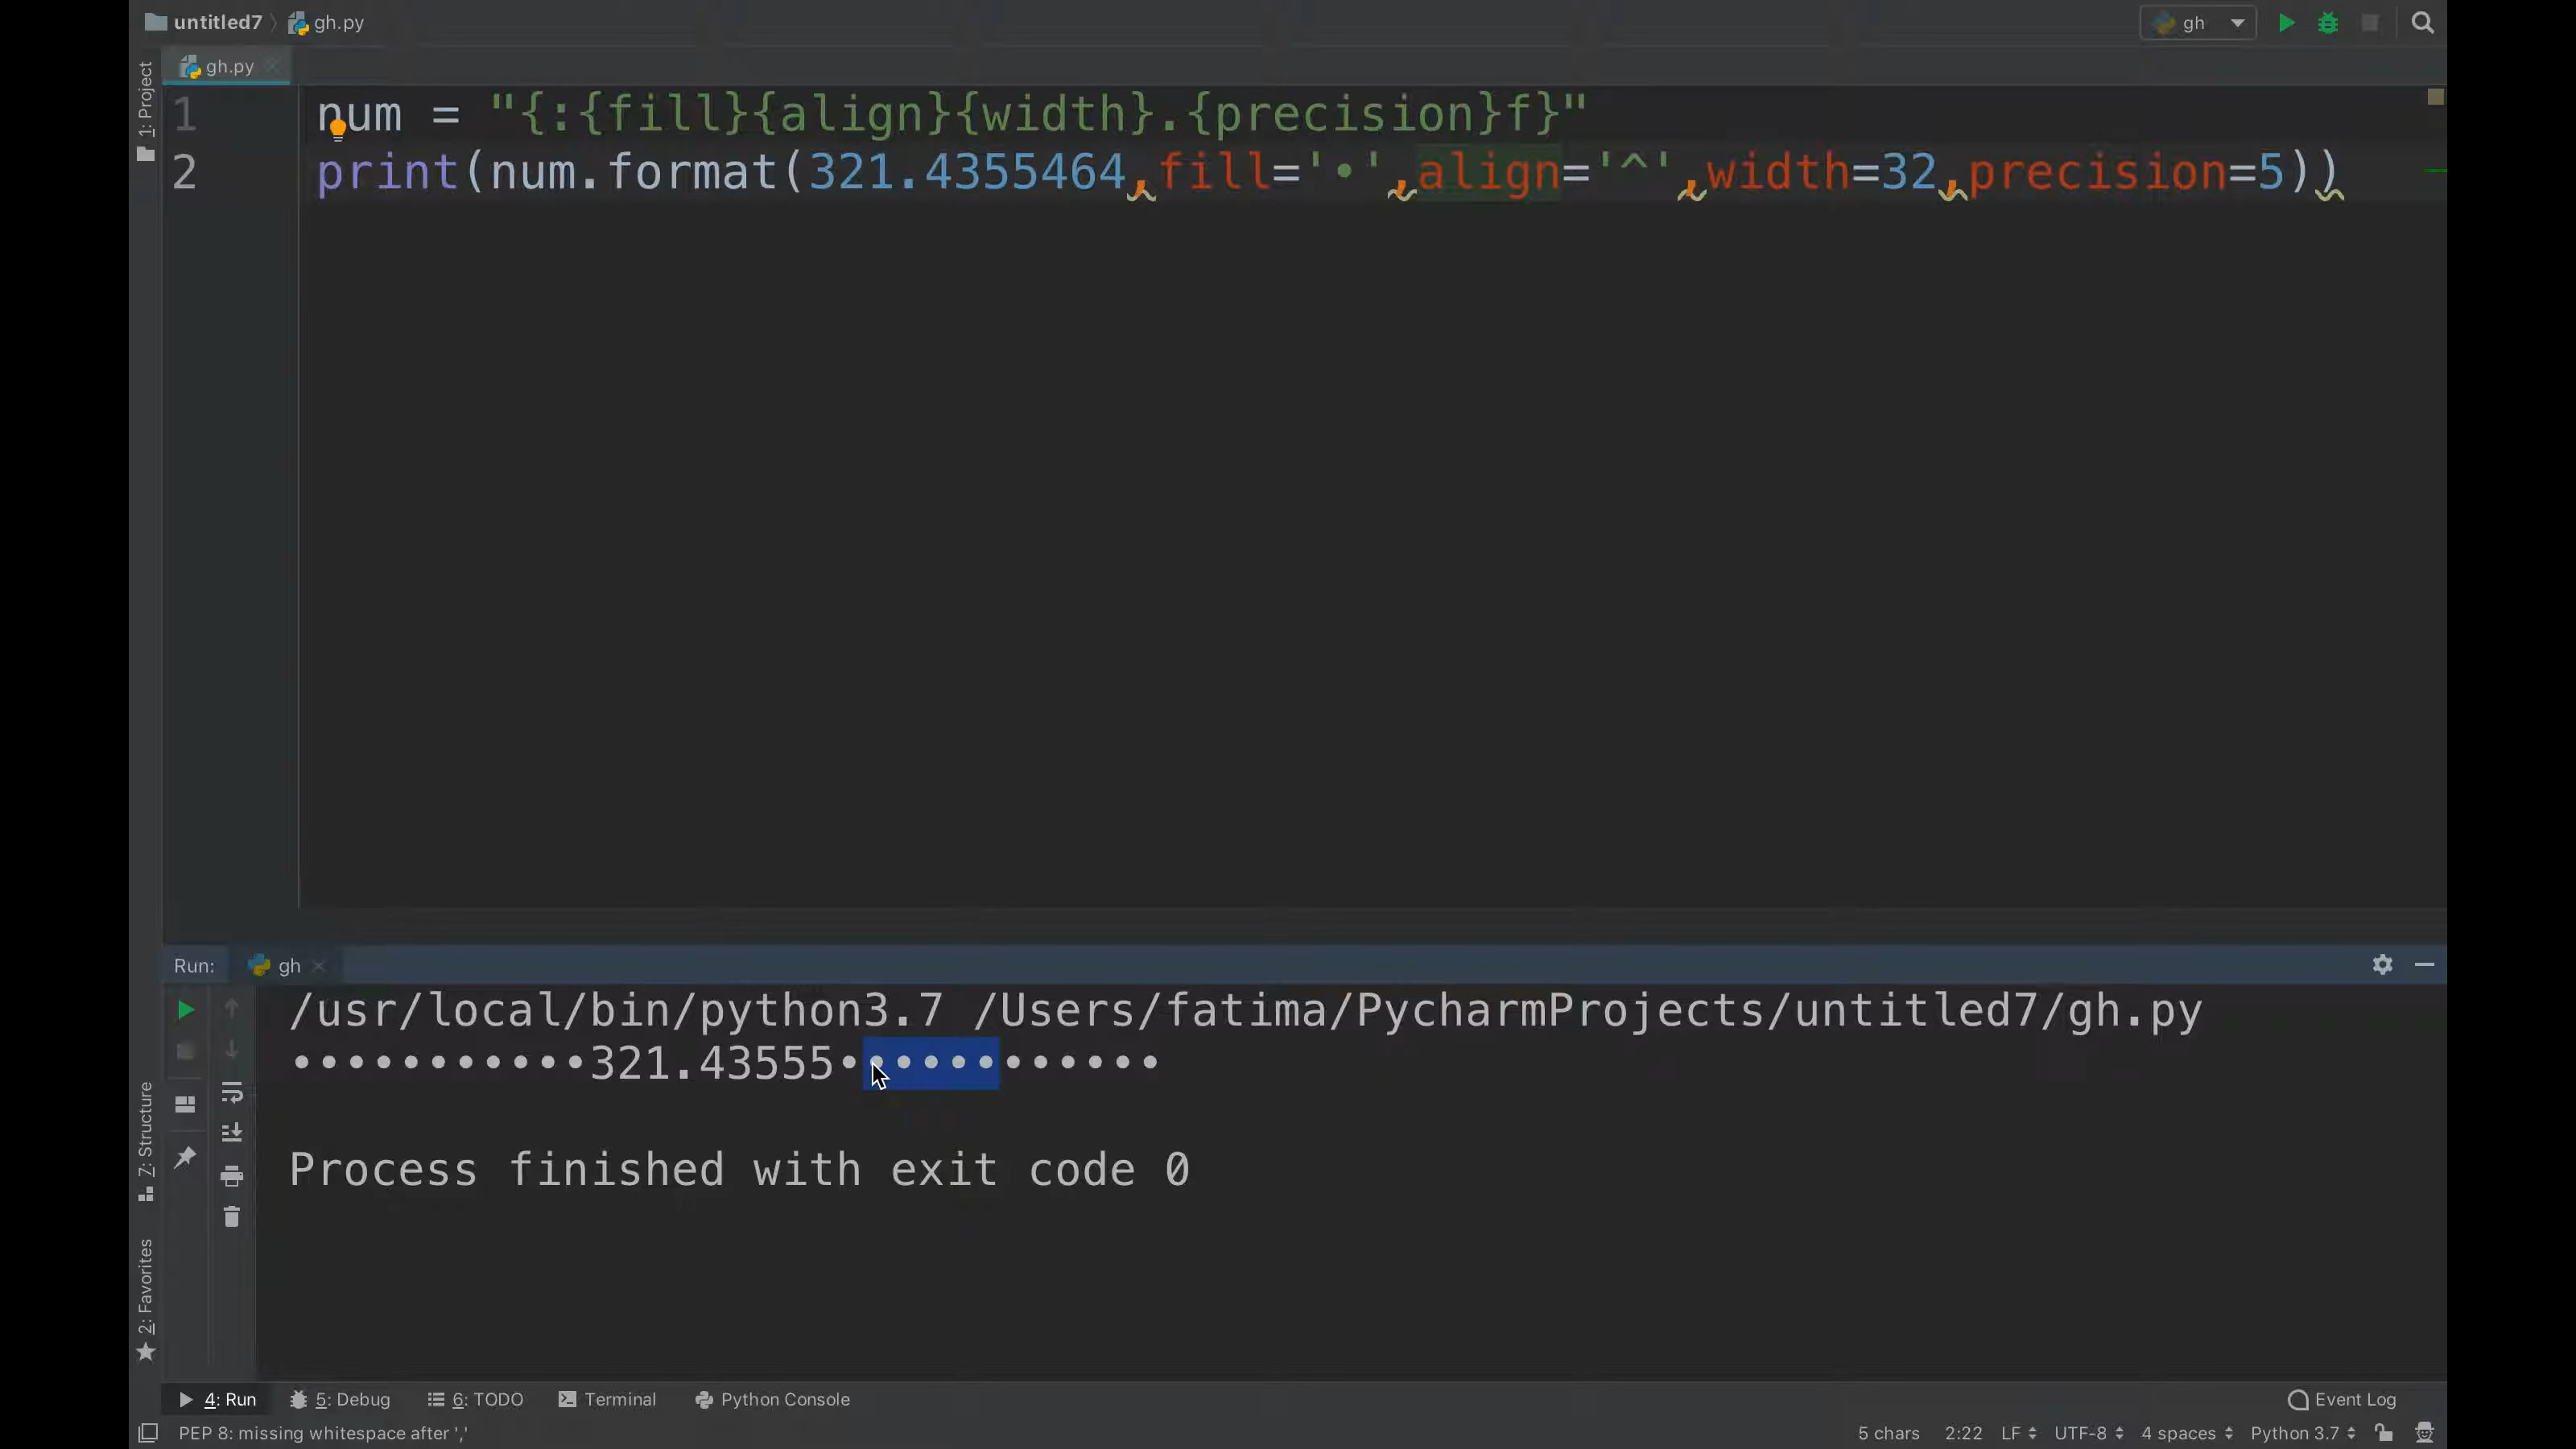 untitled7 〉 gh.py
gh
gh.py
1: Project
1 num = "{:{fill}{align}{width}.{precision}f}"
2 print(num.format(321.4355464,fill='•',align='^',width=32,precision=5))
Run: gh
/usr/local/bin/python3.7 /Users/fatima/PycharmProjects/untitled7/gh.py
•••••••••••321.43555••••••••••••
Process finished with exit code 0
7: Structure
2: Favorites
4: Run 5: Debug 6: TODO Terminal Python Console Event Log
PEP 8: missing whitespace after ',' 5 chars 2:22 LF UTF-8 4 spaces Python 3.7